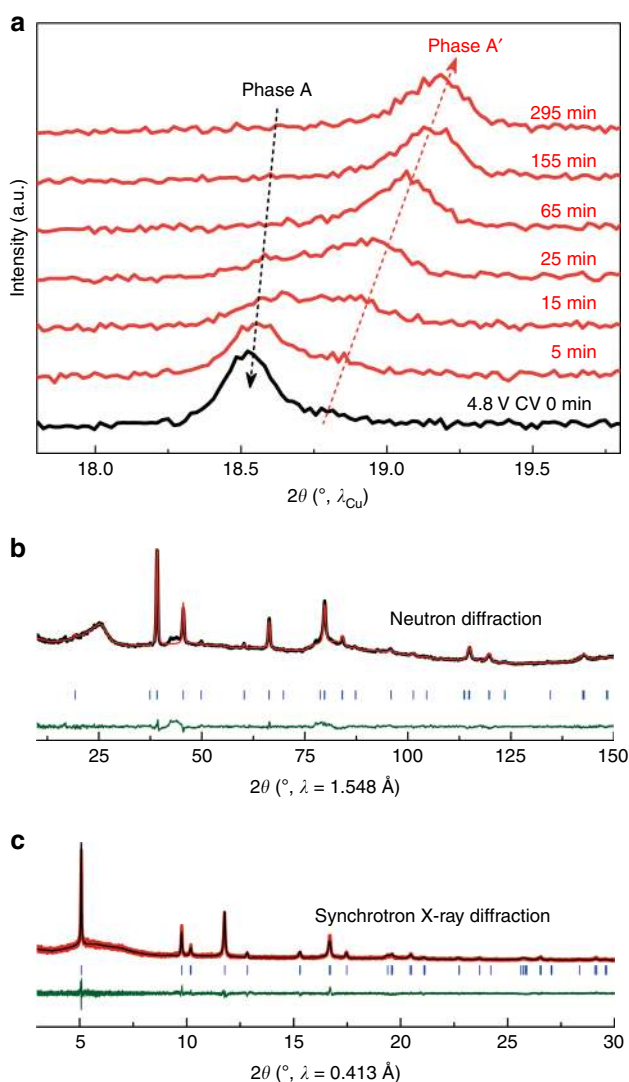 a
Phase A′
Phase A
295 min
155 min
65 min
25 min
15 min
5 min
4.8 V CV 0 min
Intensity (a.u.)
18.0 18.5 19.0 19.5
2θ (°, λCu)
b
Neutron diffraction
25 50 75 100 125 150
2θ (°, λ = 1.548 Å)
c
Synchrotron X-ray diffraction
5 10 15 20 25 30
2θ (°, λ = 0.413 Å)